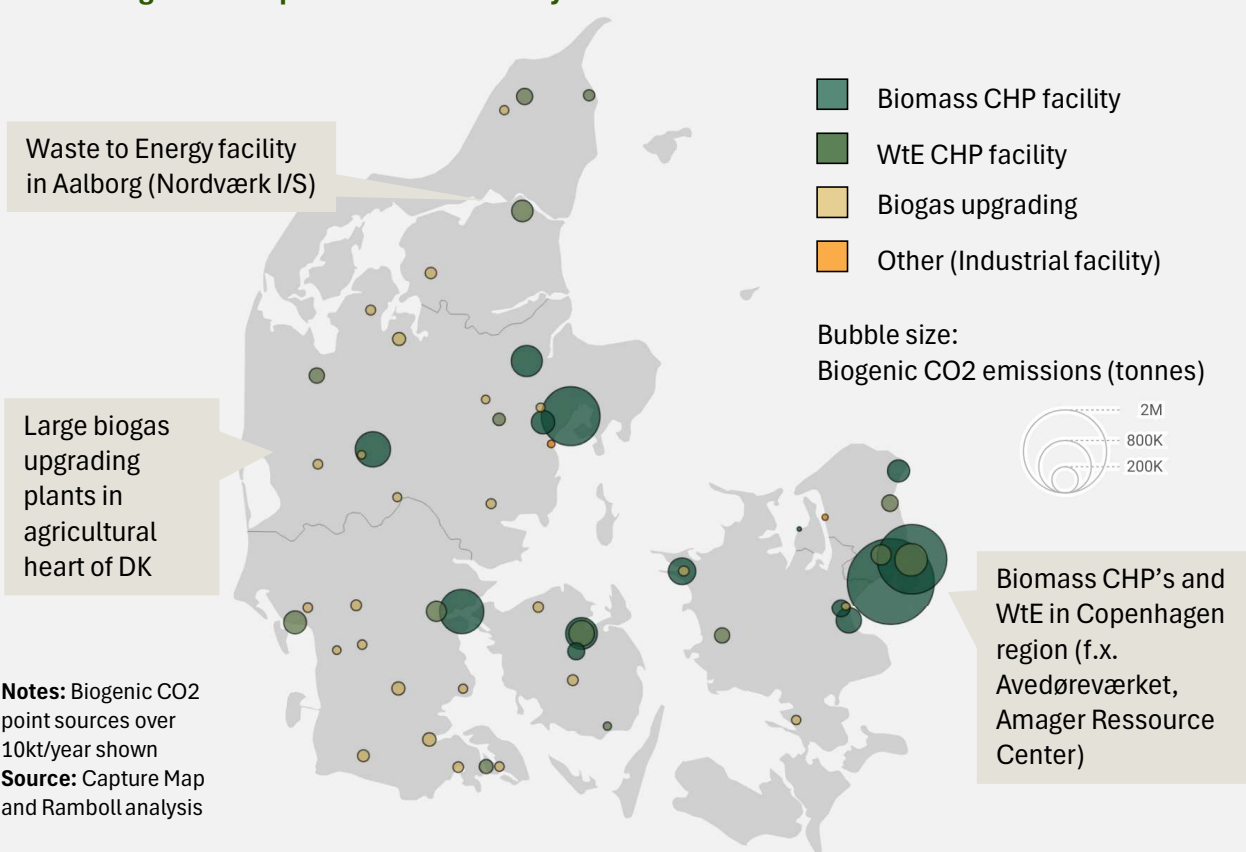 Waste to Energy facility
in Aalborg (Nordværk I/S)
Biomass CHP facility
WtE CHP facility
Biogas upgrading
Other (Industrial facility)
Bubble size:
Biogenic CO2 emissions (tonnes)
2M
800K
200K
Large biogas
upgrading
plants in
agricultural
heart of DK
Biomass CHP’s and
WtE in Copenhagen
region (f.x.
Avedøreværket,
Amager Ressource
Center)
Notes: Biogenic CO2
point sources over
10kt/year shown
Source: Capture Map
and Ramboll analysis